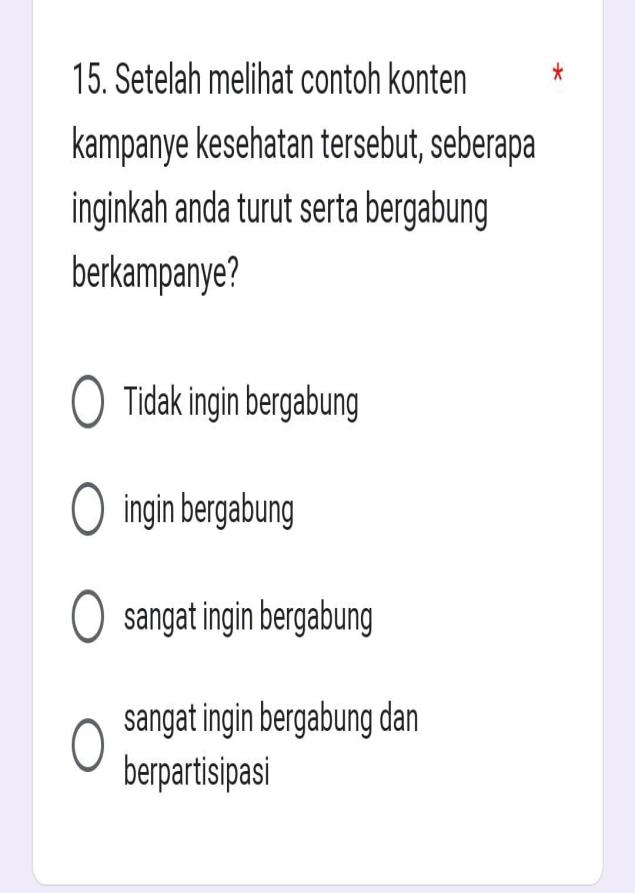 15. Setelah melihat contoh konten *
kampanye kesehatan tersebut, seberapa
inginkah anda turut serta bergabung
berkampanye?
Tidak ingin bergabung
ingin bergabung
sangat ingin bergabung
sangat ingin bergabung dan
berpartisipasi